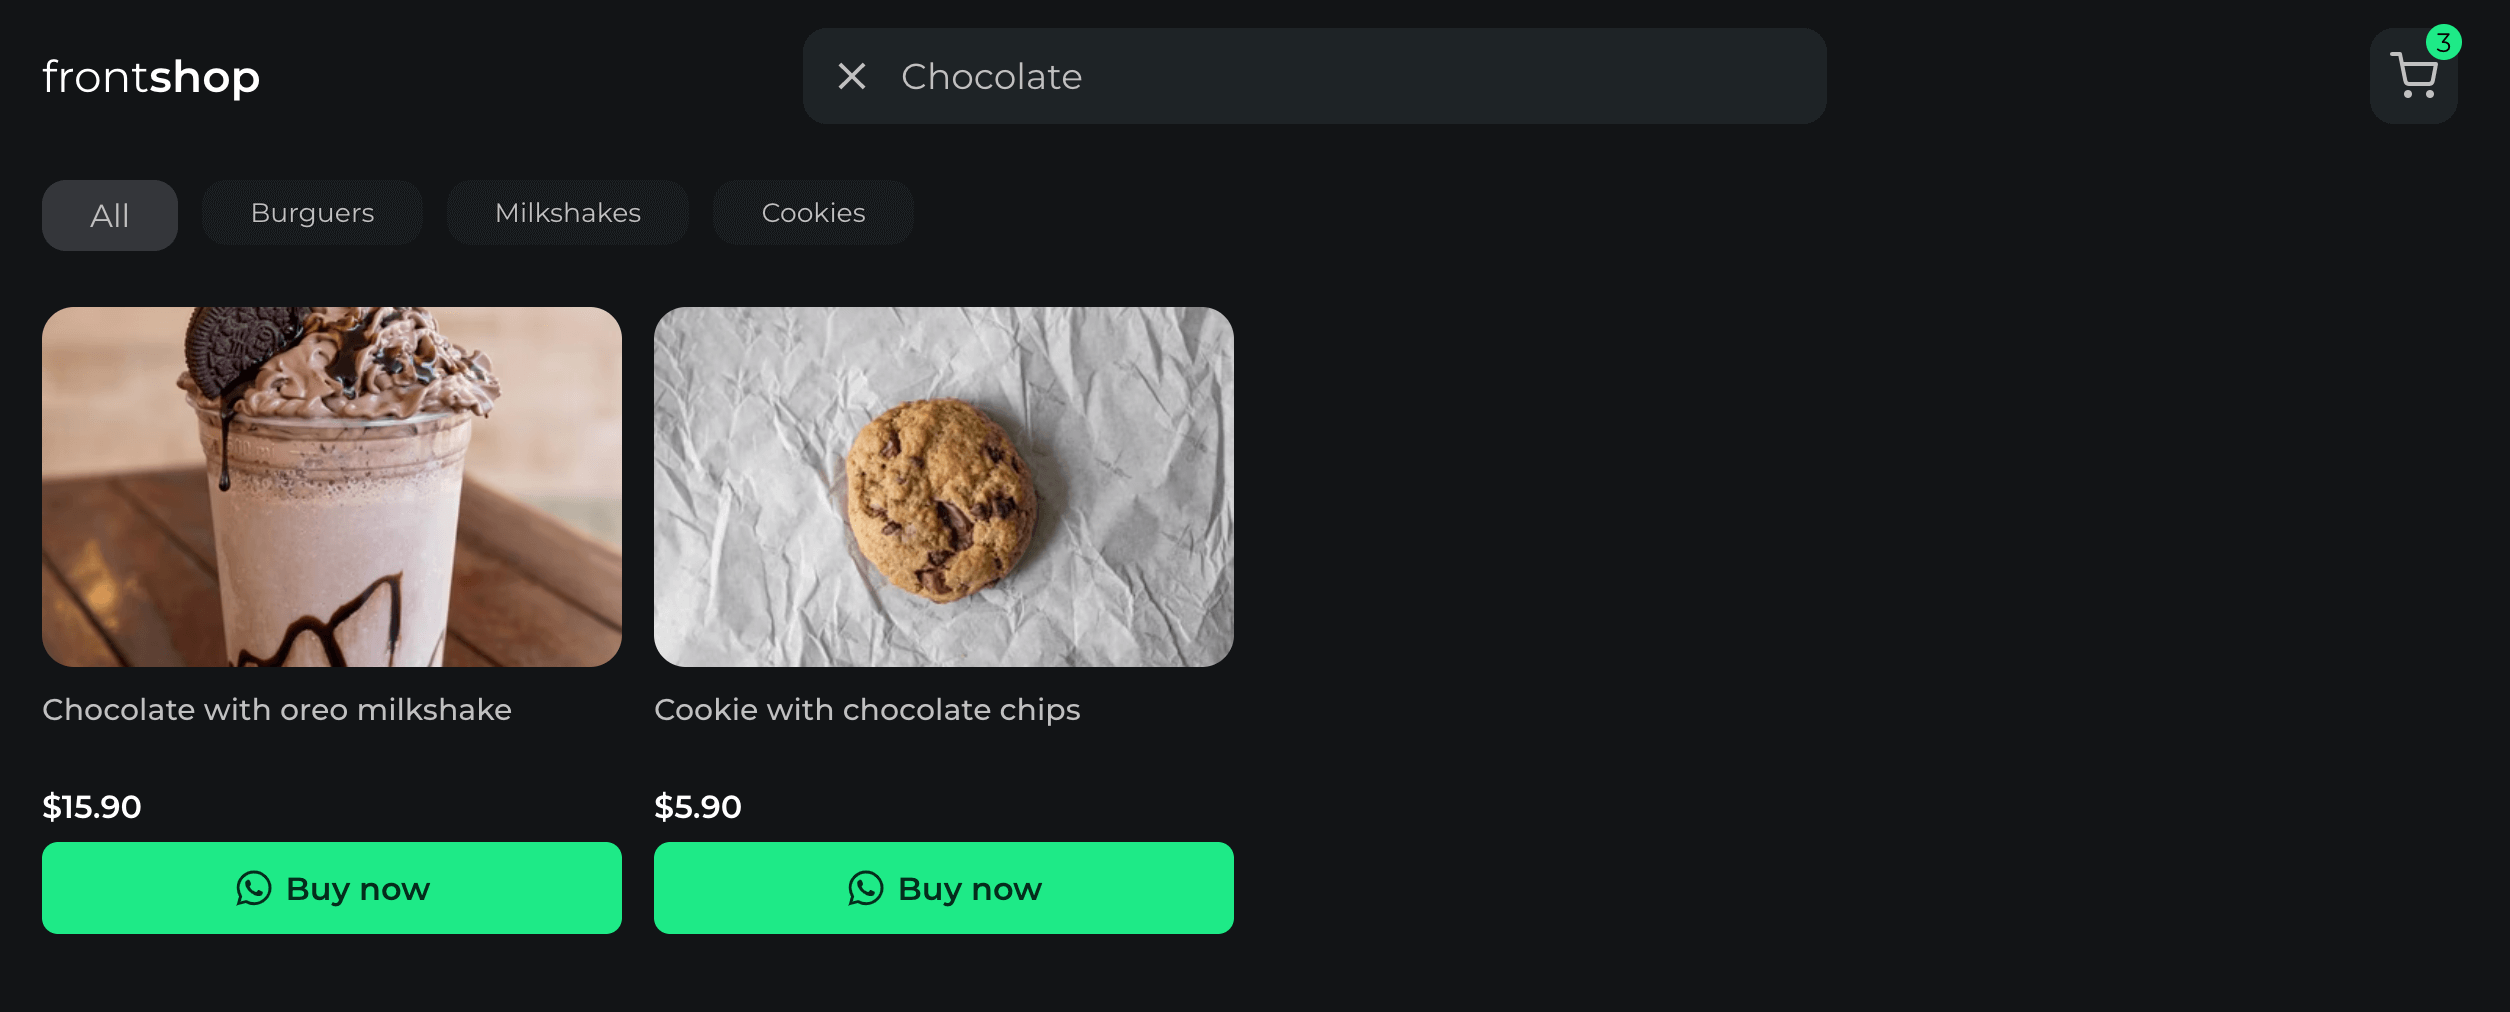 frontshop
Chocolate
3
All
Burguers
Milkshakes
Cookies
Chocolate with oreo milkshake
Cookie with chocolate chips
$15.90
$5.90
Buy now
Buy now